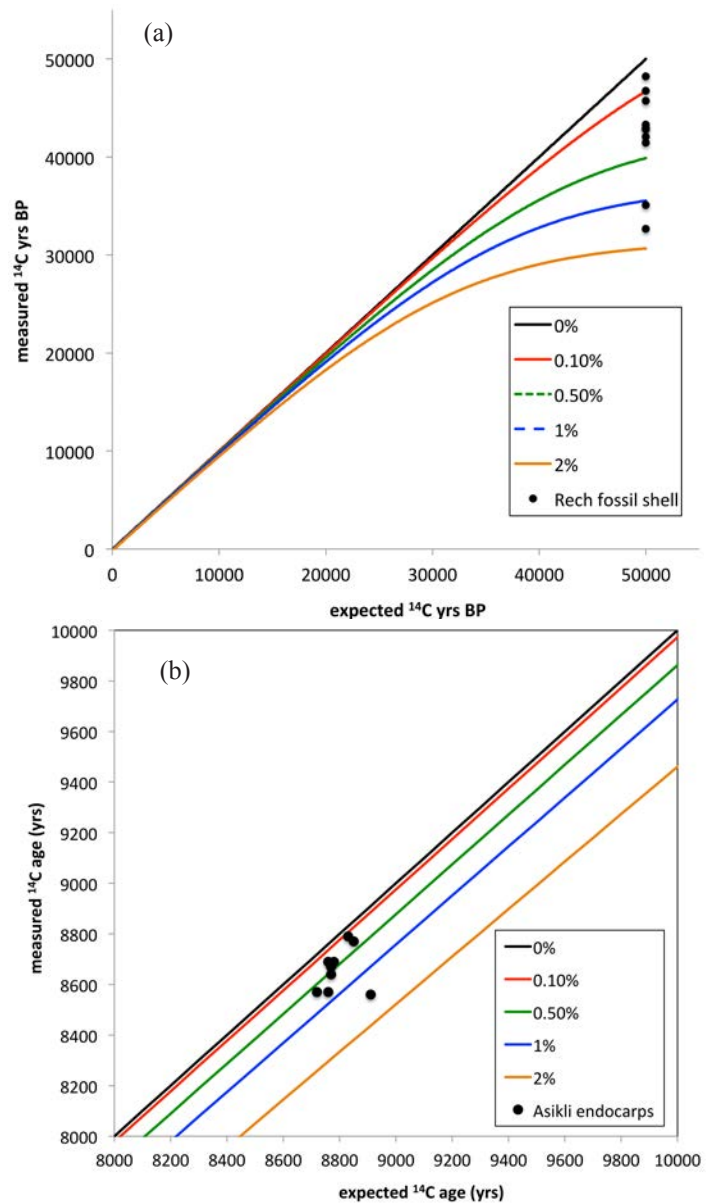 (a)
50000
40000
30000
20000
10000
0
measured ¹⁴C yrs BP
0%
0.10%
0.50%
1%
2%
Rech fossil shell
0 10000 20000 30000 40000 50000
expected ¹⁴C yrs BP
(b)
10000
9800
9600
9400
9200
9000
8800
8600
8400
8200
8000
measured ¹⁴C age (yrs)
0%
0.10%
0.50%
1%
2%
Asikli endocarps
8000 8200 8400 8600 8800 9000 9200 9400 9600 9800 10000
expected ¹⁴C age (yrs)